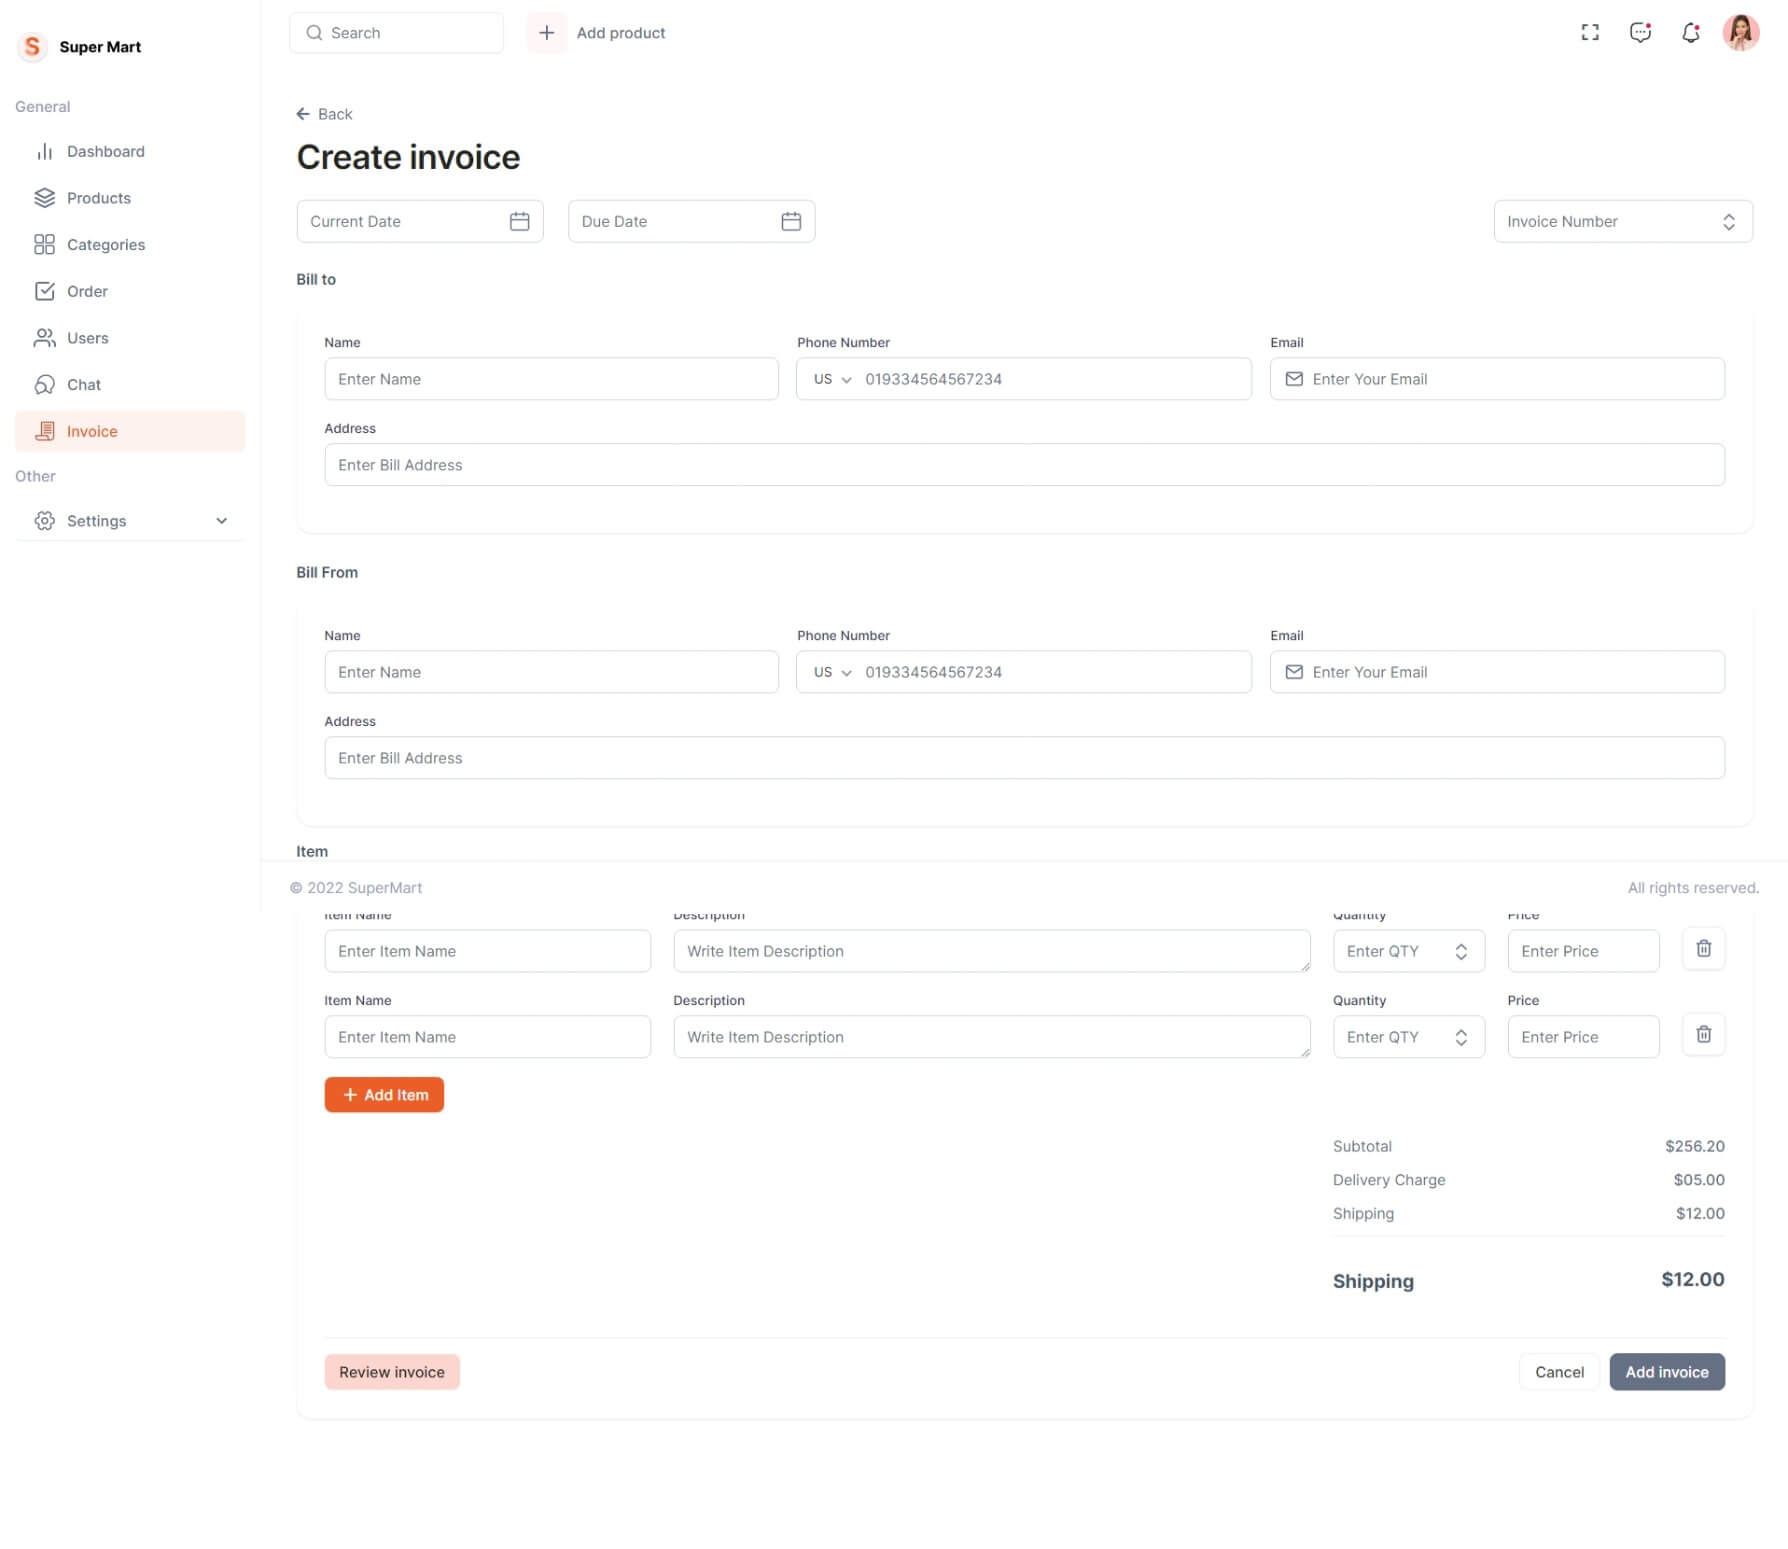 S Super Mart
Search
Add product
General
Dashboard
Products
Categories
Order
Users
Chat
Invoice
Other
Settings
Back
Create invoice
Current Date
Due Date
Invoice Number
Bill to
Name
Phone Number
Email
Enter Name
US 019334564567234
Enter Your Email
Address
Enter Bill Address
Bill From
Name
Phone Number
Email
Enter Name
US 019334564567234
Enter Your Email
Address
Enter Bill Address
Item
© 2022 SuperMart
All rights reserved.
Item Name
Description
Quantity
Price
Enter Item Name
Write Item Description
Enter QTY
Enter Price
Item Name
Description
Quantity
Price
Enter Item Name
Write Item Description
Enter QTY
Enter Price
+ Add Item
Subtotal $256.20
Delivery Charge $05.00
Shipping $12.00
Shipping $12.00
Review invoice
Cancel
Add invoice